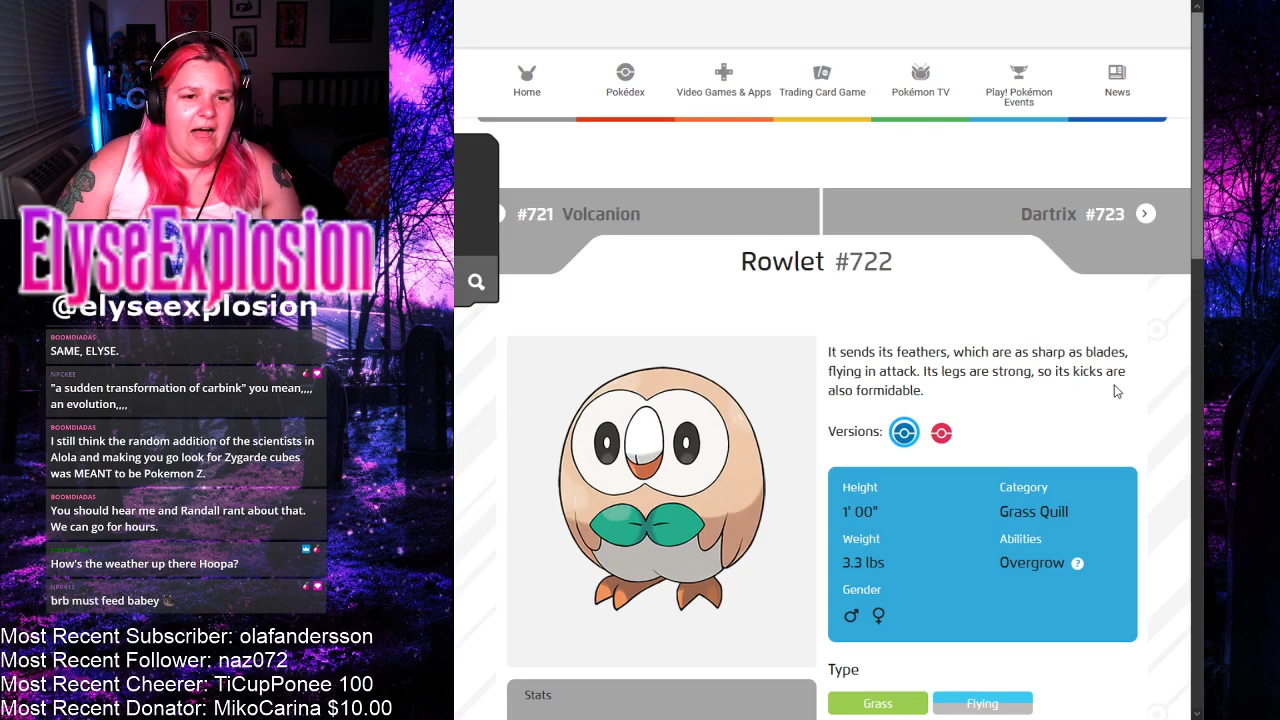 Home
Pokédex
Video Games & Apps
Trading Card Game
Pokémon TV
Play! Pokémon
Events
News
#721 Volcanion
Dartrix #723
Rowlet #722
It sends its feathers, which are as sharp as blades,
flying in attack. Its legs are strong, so its kicks are
also formidable.
Versions:
Height
1' 00"
Weight
3.3 lbs
Gender
Category
Grass Quill
Abilities
Overgrow ?
Type
Grass
Flying
Stats
ElyseExplosion
@elyseexplosion
BOOMDIADAS
SAME, ELYSE.
NPCKEE
"a sudden transformation of carbink" you mean,,,,
an evolution,,,,
BOOMDIADAS
I still think the random addition of the scientists in
Alola and making you go look for Zygarde cubes
was MEANT to be Pokemon Z.
BOOMDIADAS
You should hear me and Randall rant about that.
We can go for hours.
How's the weather up there Hoopa?
NPCKEE
brb must feed babey
Most Recent Subscriber: olafandersson
Most Recent Follower: naz072
Most Recent Cheerer: TiCupPonee 100
Most Recent Donator: MikoCarina $10.00